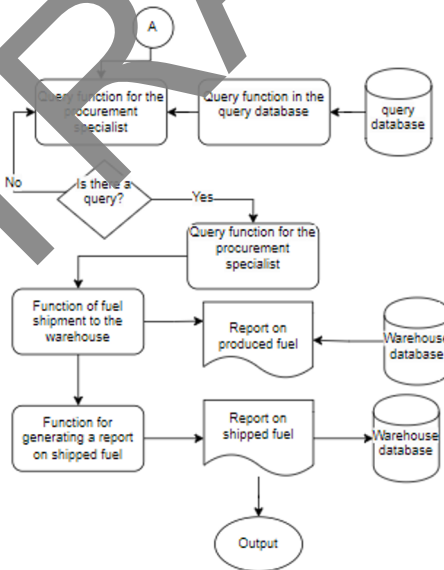 A
Query function for the
procurement
specialist
Query function in the
query database
query
database
No
Is there a
query?
Yes
Query function for the
procurement
specialist
Function of fuel
shipment to the
warehouse
Report on
produced fuel
Warehouse
database
Function for
generating a report
on shipped fuel
Report on
shipped fuel
Warehouse
database
Output